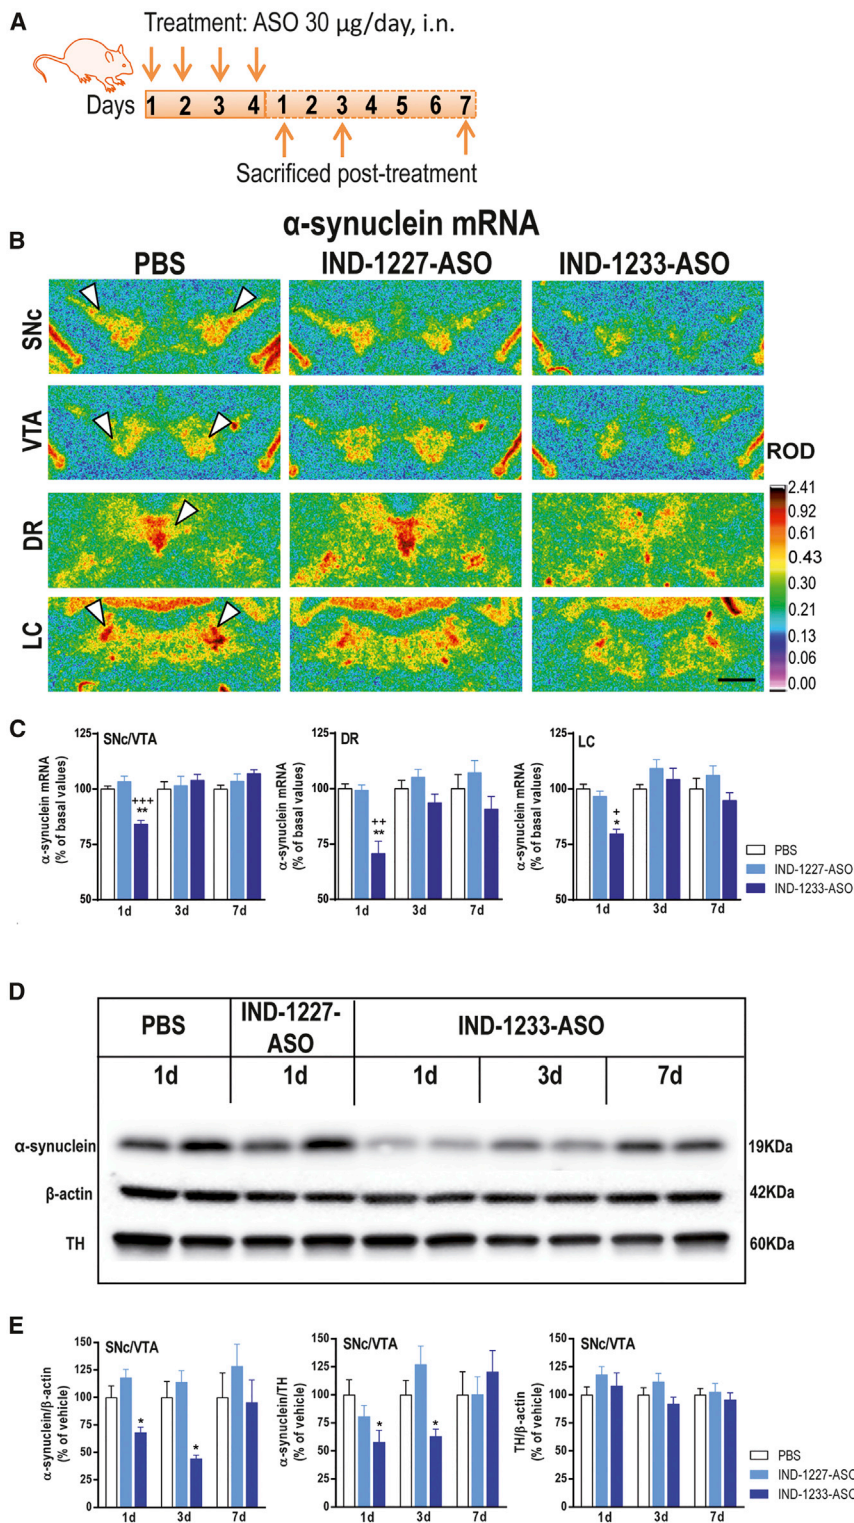 A
Treatment: ASO 30 µg/day, i.n.
Days 1 2 3 4 1 2 3 4 5 6 7
Sacrificed post-treatment
B
α-synuclein mRNA
PBS IND-1227-ASO IND-1233-ASO
SNc
VTA
ROD
DR
2.41
0.92
0.61
0.43
0.30
0.21
0.13
0.06
0.00
LC
C
SNc/VTA
α-synuclein mRNA
(% of basal values)
125
100
75
50
+++
**
1d 3d 7d
DR
α-synuclein mRNA
(% of basal values)
125
100
75
50
++
**
1d 3d 7d
LC
α-synuclein mRNA
(% of basal values)
125
100
75
50
+
*
1d 3d 7d
PBS
IND-1227-ASO
IND-1233-ASO
D
PBS IND-1227-ASO IND-1233-ASO
1d 1d 1d 3d 7d
α-synuclein 19KDa
β-actin 42KDa
TH 60KDa
E
SNc/VTA
α-synuclein/β-actin
(% of vehicle)
150
125
100
75
50
25
0
* *
1d 3d 7d
SNc/VTA
α-synuclein/TH
(% of vehicle)
150
125
100
75
50
25
0
* *
1d 3d 7d
SNc/VTA
TH/β-actin
(% of vehicle)
150
125
100
75
50
25
0
1d 3d 7d
PBS
IND-1227-ASO
IND-1233-ASO